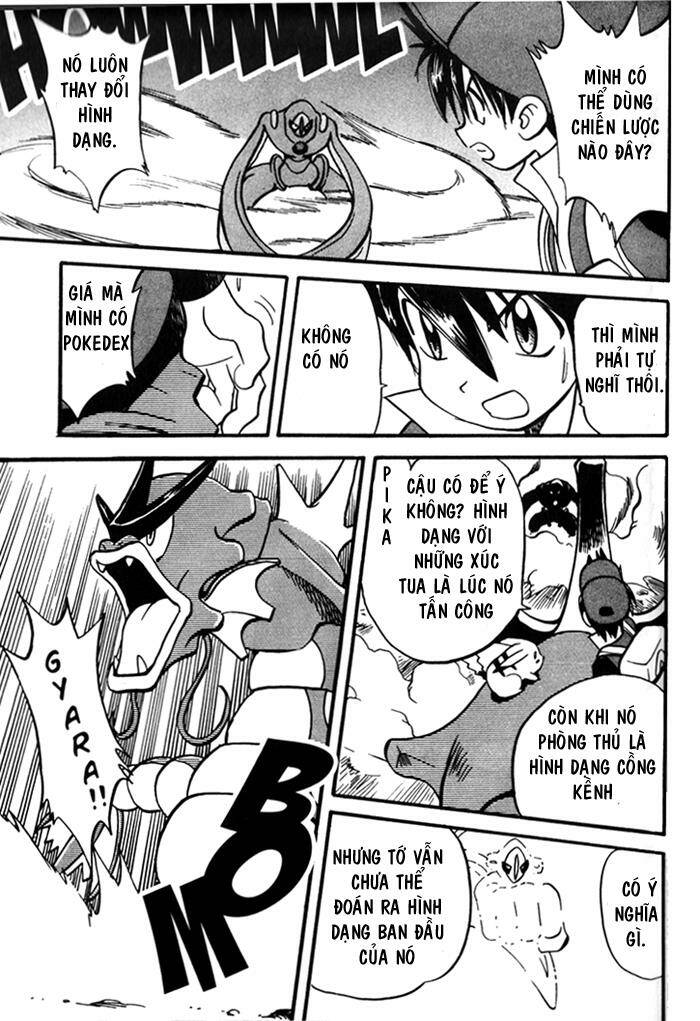 MÌNH CÓ
THỂ DÙNG
CHIẾN LƯỢC
NÀO ĐÂY?
NÓ LUÔN
THAY ĐỔI
HÌNH
DẠNG.
THÌ MÌNH
PHẢI TỰ
NGHĨ THÔI.
KHÔNG
CÓ NÓ
GIÁ MÀ
MÌNH CÓ
POKEDEX
CẬU CÓ ĐỂ Ý
KHÔNG? HÌNH
DẠNG VỚI
NHỮNG XÚC
TUA LÀ LÚC NÓ
TẤN CÔNG
PIKA
CÒN KHI NÓ
PHÒNG THỦ LÀ
HÌNH DẠNG CỒNG
KỀNH
GYARA!!
BOM
CÓ Ý
NGHĨA
GÌ.
NHƯNG TỚ VẪN
CHƯA THỂ
ĐOÁN RA HÌNH
DẠNG BAN ĐẦU
CỦA NÓ